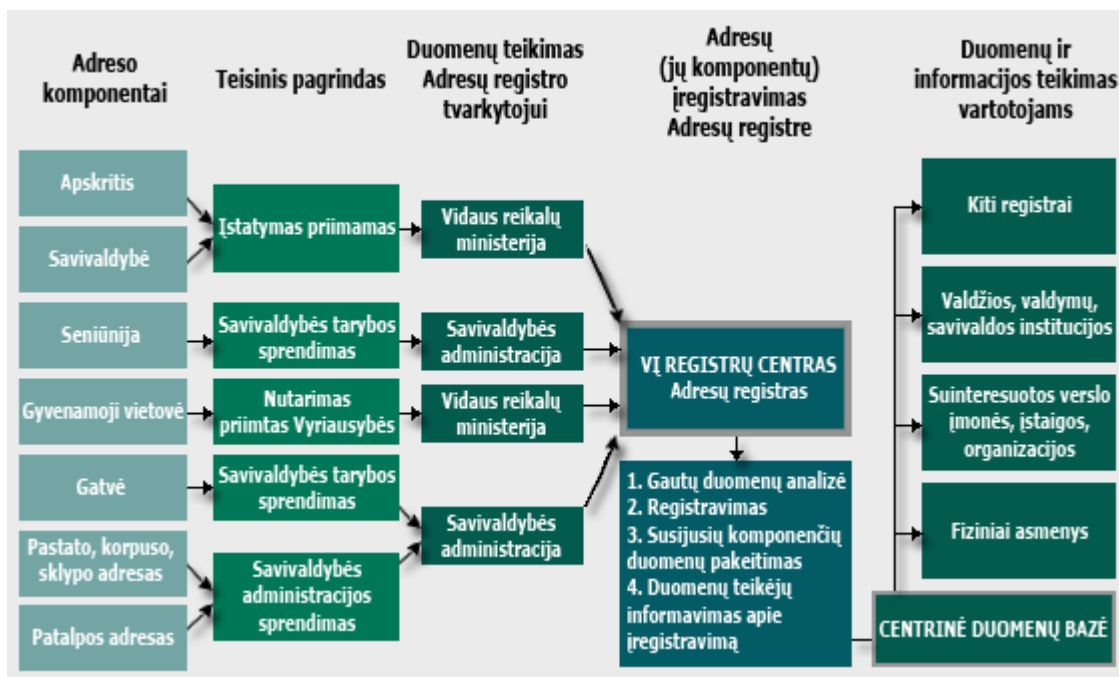 Adreso
komponentai
Teisinis pagrindas
Duomenų teikimas
Adresų registro
tvarkytojui
Adresų
(jų komponentų)
įregistravimas
Adresų registre
Duomenų ir
informacijos teikimas
vartotojams
Apskritis
Savivaldybė
Seniūnija
Gyvenamoji vietovė
Gatvė
Pastato, korpuso,
sklypo adresas
Patalpos adresas
Įstatymas priimamas
Savivaldybės tarybos
sprendimas
Nutarimas
priimtas Vyriausybės
Savivaldybės tarybos
sprendimas
Savivaldybės
administracijos
sprendimas
Vidaus reikalų
ministerija
Savivaldybės
administracija
Vidaus reikalų
ministerija
Savivaldybės
administracija
VĮ REGISTRŲ CENTRAS
Adresų registras
1. Gautų duomenų analizė
2. Registravimas
3. Susijusių komponenčių
duomenų pakeitimas
4. Duomenų teikėjų
informavimas apie
įregistravimą
Kiti registrai
Valdžios, valdymų,
savivaldos institucijos
Suinteresuotos verslo
įmonės, įstaigos,
organizacijos
Fiziniai asmenys
CENTRINĖ DUOMENŲ BAZĖ